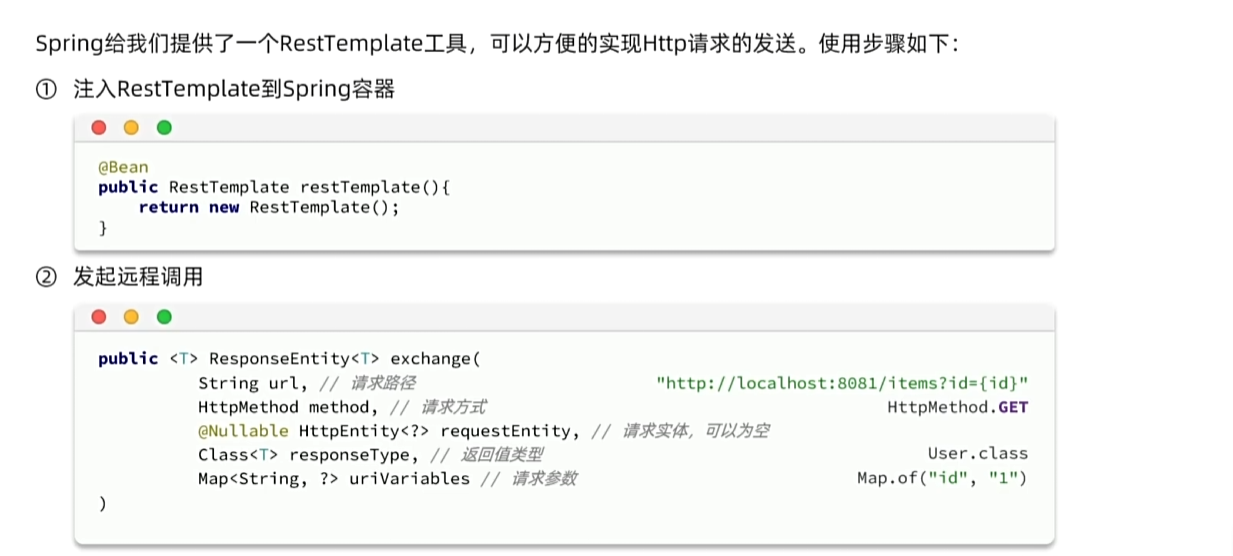 Spring给我们提供了一个RestTemplate工具，可以方便的实现Http请求的发送。使用步骤如下：
① 注入RestTemplate到Spring容器
@Bean
public RestTemplate restTemplate(){
    return new RestTemplate();
}
② 发起远程调用
public <T> ResponseEntity<T> exchange(
String url, // 请求路径 "http://localhost:8081/items?id={id}"
HttpMethod method, // 请求方式 HttpMethod.GET
@Nullable HttpEntity<?> requestEntity, // 请求实体，可以为空
Class<T> responseType, // 返回值类型 User.class
Map<String, ?> uriVariables // 请求参数 Map.of("id", "1")
)